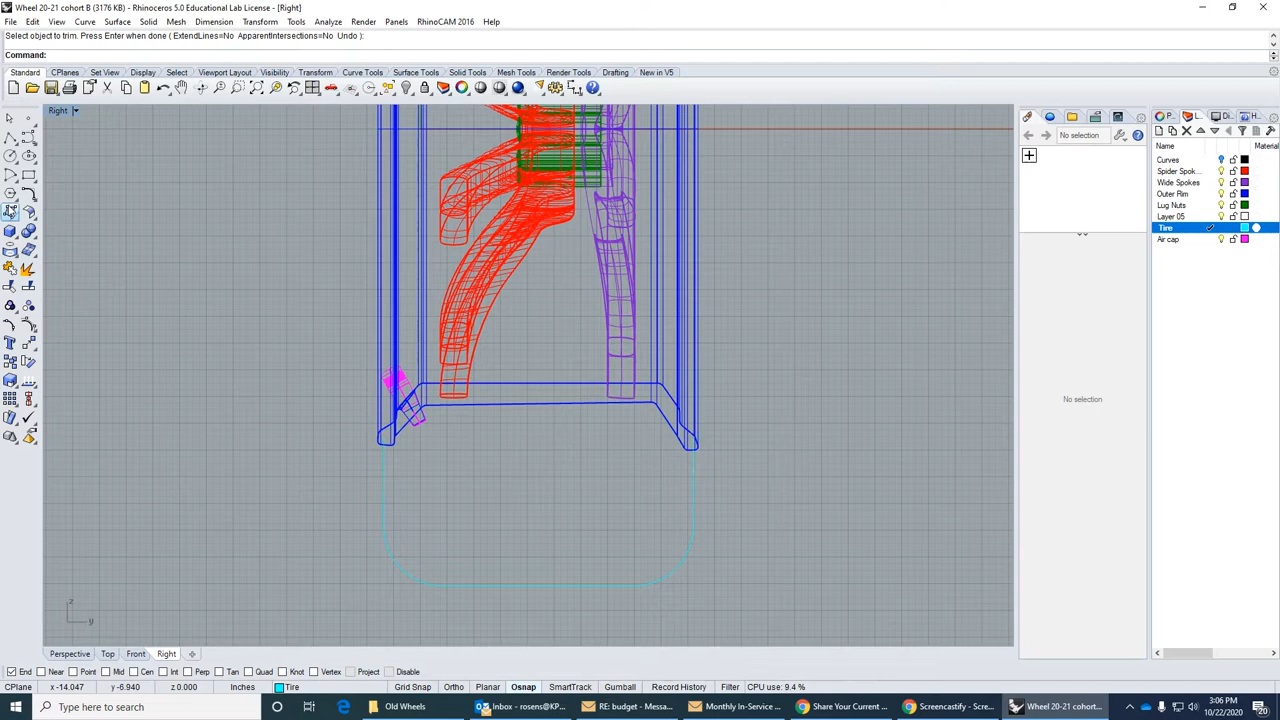 Wheel 20-21 cohort B (3176 KB) - Rhinoceros 5.0 Educational Lab License - [Right]
File Edit View Curve Surface Solid Mesh Dimension Transform Tools Analyze Render Panels RhinoCAM 2016 Help
Select object to trim. Press Enter when done ( ExtendLines=No ApparentIntersections=No Undo ):
Command:
Standard CPlanes Set View Display Select Viewport Layout Visibility Transform Curve Tools Surface Tools Solid Tools Mesh Tools Render Tools Drafting New in V5
Right
No selection
Name Material
Curves
Spider Spok...
Wide Spokes
Outer Rim
Lug Nuts
Layer 05
Tire
Air cap
No selection
z
y
Perspective Top Front Right
End Near Point Mid Cen Int Perp Tan Quad Knot Vertex Project Disable
CPlane x -14.047 y -6.940 z 0.000 Inches Tire Grid Snap Ortho Planar Osnap SmartTrack Gumball Record History Filter CPU use: 9.4 %
Type here to search
Old Wheels
Inbox - rosens@KP...
RE: budget - Messa...
Monthly In-Service ...
Share Your Current ...
Screencastify - Scre...
Wheel 20-21 cohort...
3:06 PM
10/22/2020